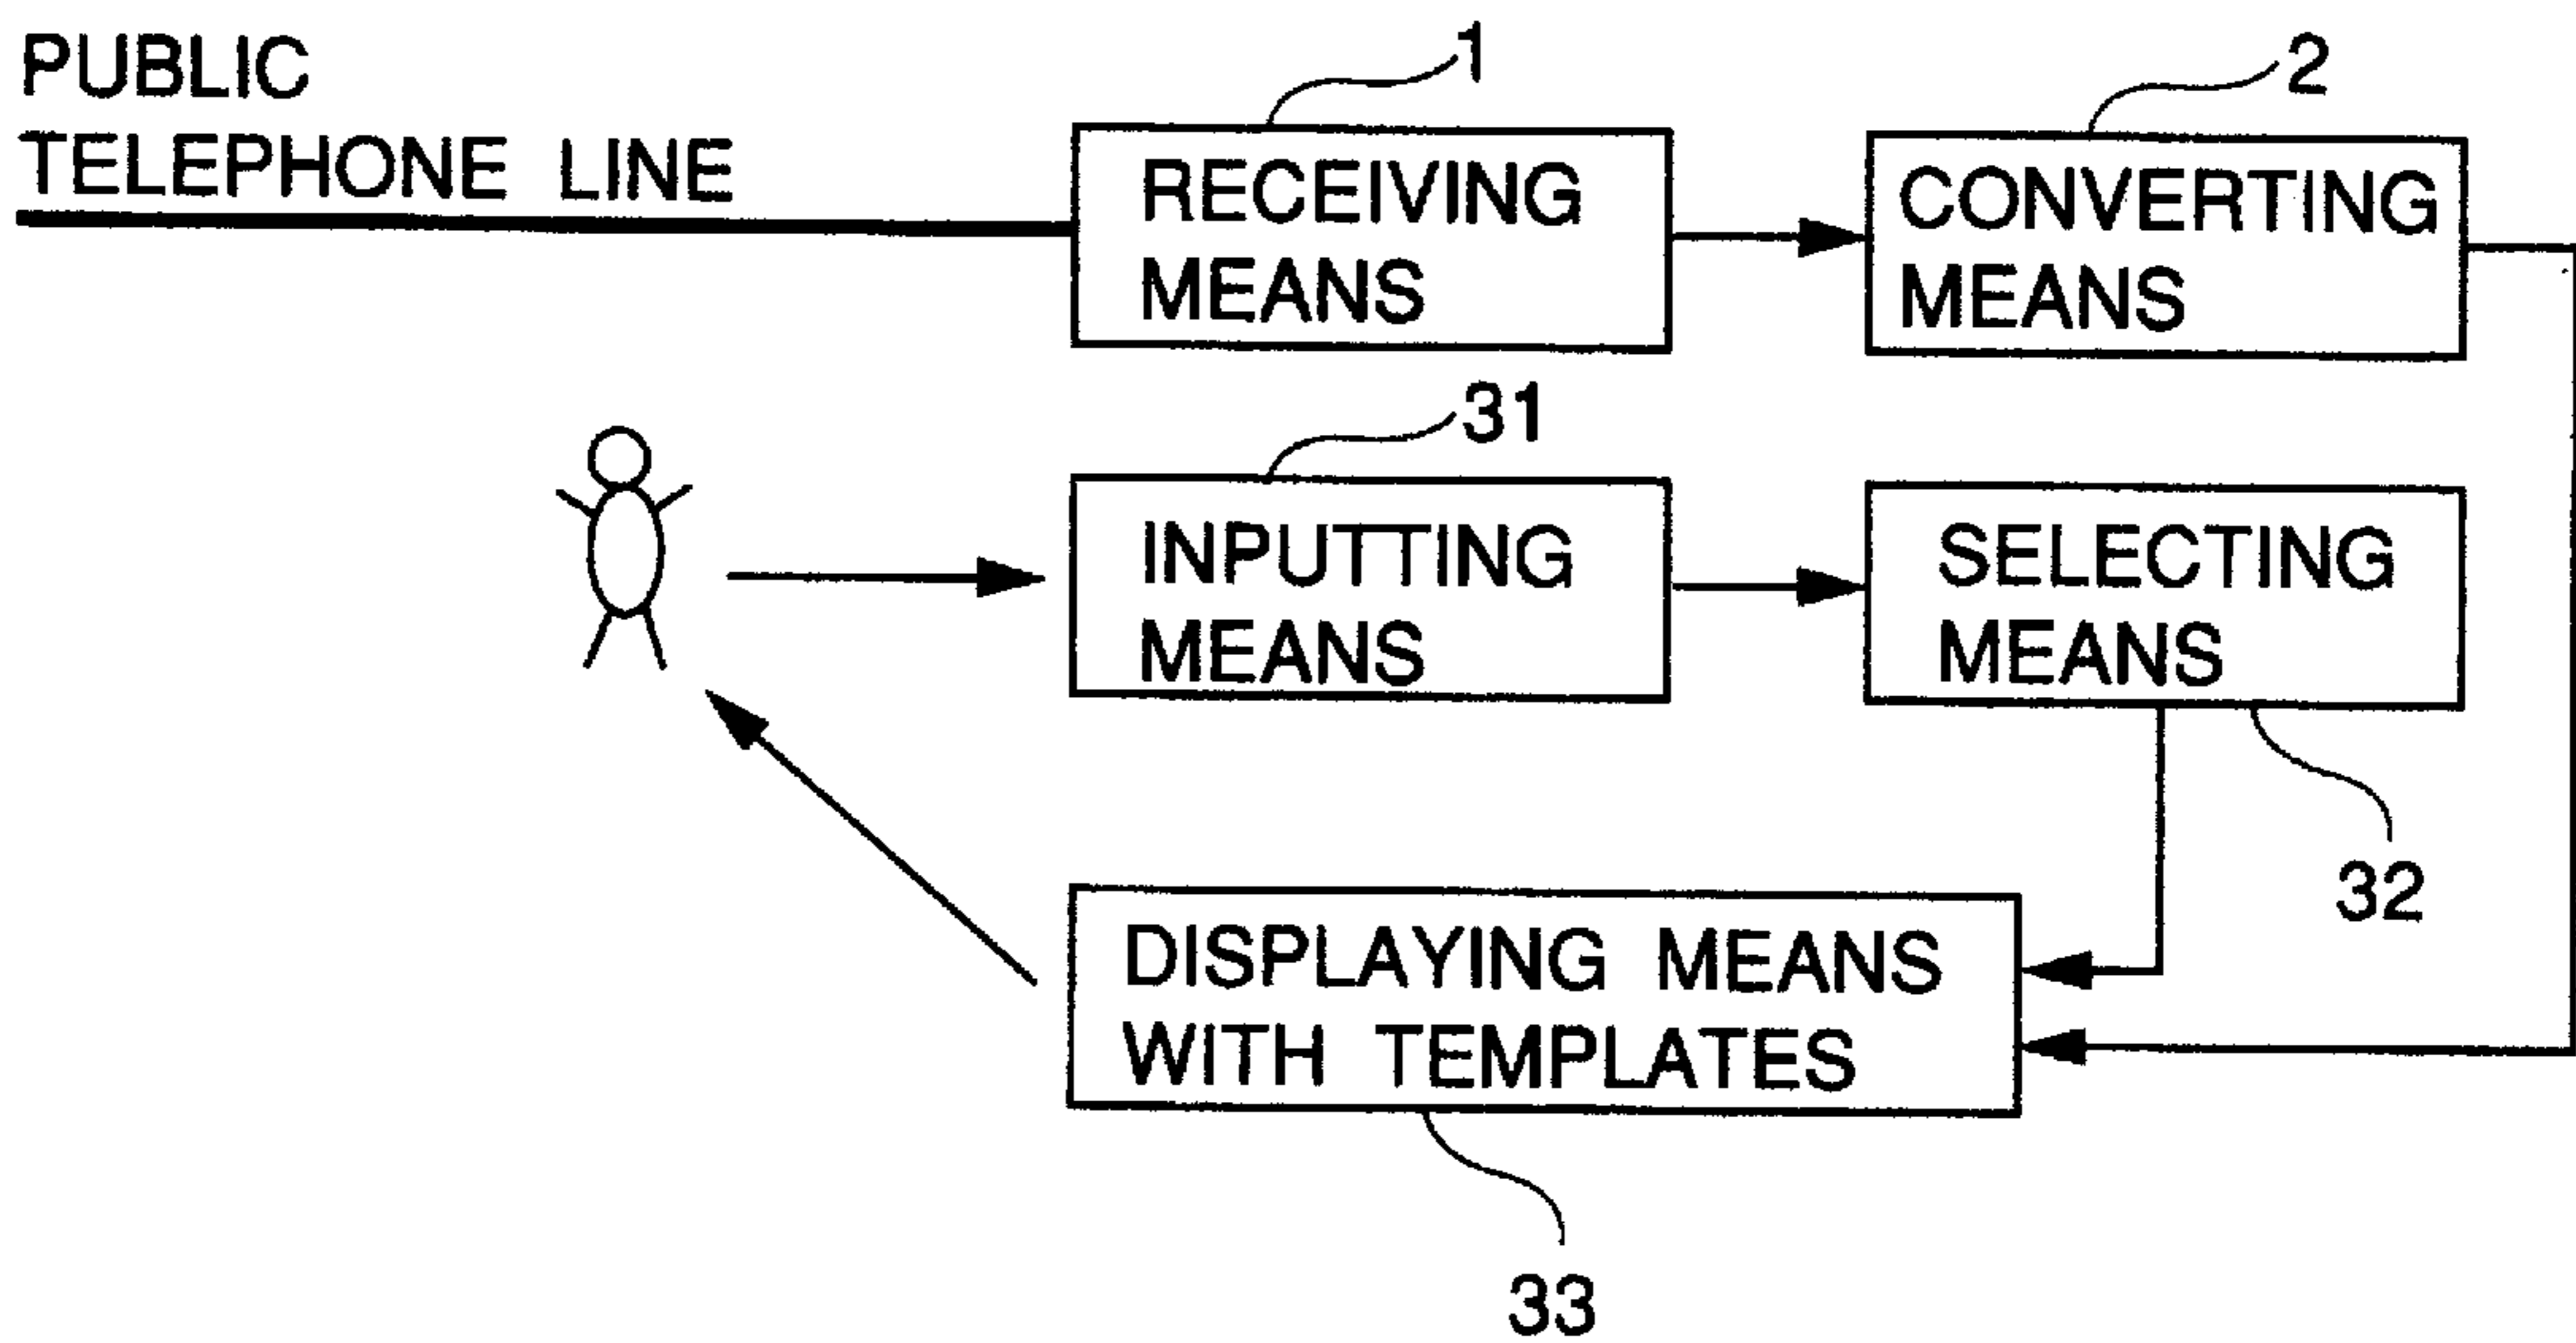 PUBLIC
TELEPHONE LINE
1
RECEIVING
MEANS
2
CONVERTING
MEANS
31
INPUTTING
MEANS
SELECTING
MEANS
32
DISPLAYING MEANS
WITH TEMPLATES
33